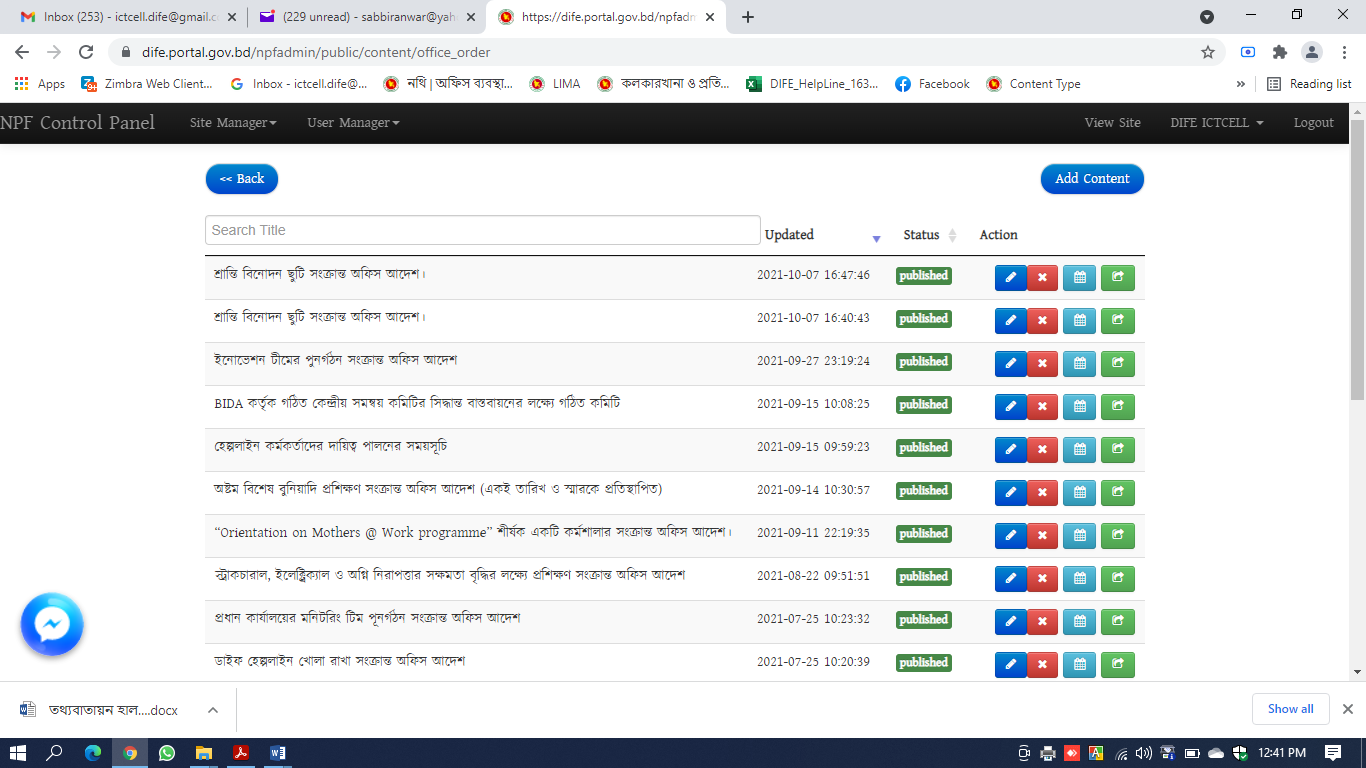 Inbox (253) - ictcell.dife@gmail.c
(229 unread) - sabbiranwar@yah
https://dife.portal.gov.bd/npfadm
dife.portal.gov.bd/npfadmin/public/content/office_order
Apps Zimbra Web Client... Inbox - ictcell.dife@... নথি | অফিস ব্যবস্থা... LIMA কলকারখানা ও প্রতি... DIFE_HelpLine_163... Facebook Content Type » Reading list
NPF Control Panel Site Manager User Manager View Site DIFE ICTCELL Logout
<< Back Add Content
Search Title Updated Status Action
শ্রান্তি বিনোদন ছুটি সংক্রান্ত অফিস আদেশ। 2021-10-07 16:47:46 published
শ্রান্তি বিনোদন ছুটি সংক্রান্ত অফিস আদেশ। 2021-10-07 16:40:43 published
ইনোভেশন টীমের পুনর্গঠন সংক্রান্ত অফিস আদেশ 2021-09-27 23:19:24 published
BIDA কর্তৃক গঠিত কেন্দ্রীয় সমন্বয় কমিটির সিদ্ধান্ত বাস্তবায়নের লক্ষ্যে গঠিত কমিটি 2021-09-15 10:08:25 published
হেল্পলাইন কর্মকর্তাদের দায়িত্ব পালনের সময়সূচি 2021-09-15 09:59:23 published
অষ্টম বিশেষ বুনিয়াদি প্রশিক্ষণ সংক্রান্ত অফিস আদেশ (একই তারিখ ও স্মারকে প্রতিস্থাপিত) 2021-09-14 10:30:57 published
“Orientation on Mothers @ Work programme” শীর্ষক একটি কর্মশালার সংক্রান্ত অফিস আদেশ। 2021-09-11 22:19:35 published
স্ট্রাকচারাল, ইলেক্ট্রিক্যাল ও অগ্নি নিরাপত্তার সক্ষমতা বৃদ্ধির লক্ষ্যে প্রশিক্ষণ সংক্রান্ত অফিস আদেশ 2021-08-22 09:51:51 published
প্রধান কার্যালয়ের মনিটরিং টিম পূনর্গঠন সংক্রান্ত অফিস আদেশ 2021-07-25 10:23:32 published
ডাইফ হেল্পলাইন খোলা রাখা সংক্রান্ত অফিস আদেশ 2021-07-25 10:20:39 published
তথ্যবাতায়ন হাল....docx Show all
12:41 PM